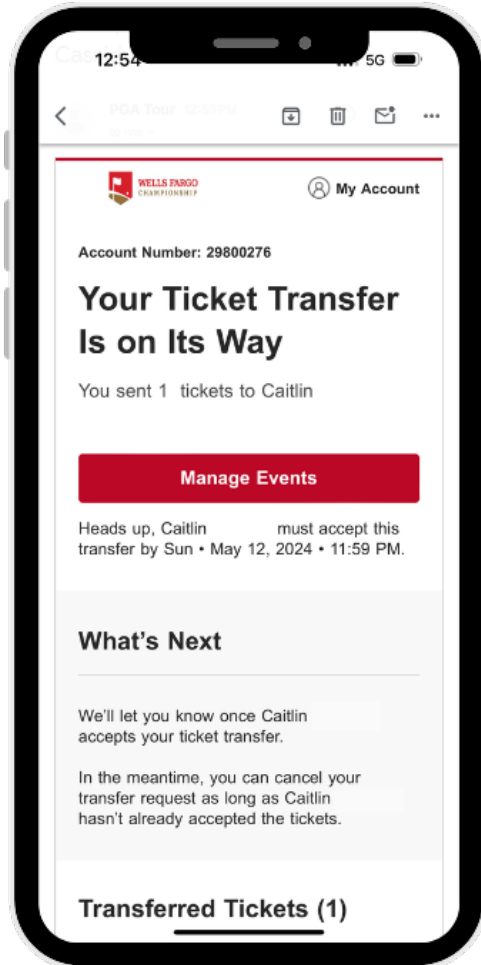 12:54
5G
PGA Tour
WELLS FARGO
CHAMPIONSHIP
My Account
Account Number: 29800276
Your Ticket Transfer
Is on Its Way
You sent 1 tickets to Caitlin
Manage Events
Heads up, Caitlin must accept this
transfer by Sun • May 12, 2024 • 11:59 PM.
What's Next
We'll let you know once Caitlin
accepts your ticket transfer.
In the meantime, you can cancel your
transfer request as long as Caitlin
hasn't already accepted the tickets.
Transferred Tickets (1)